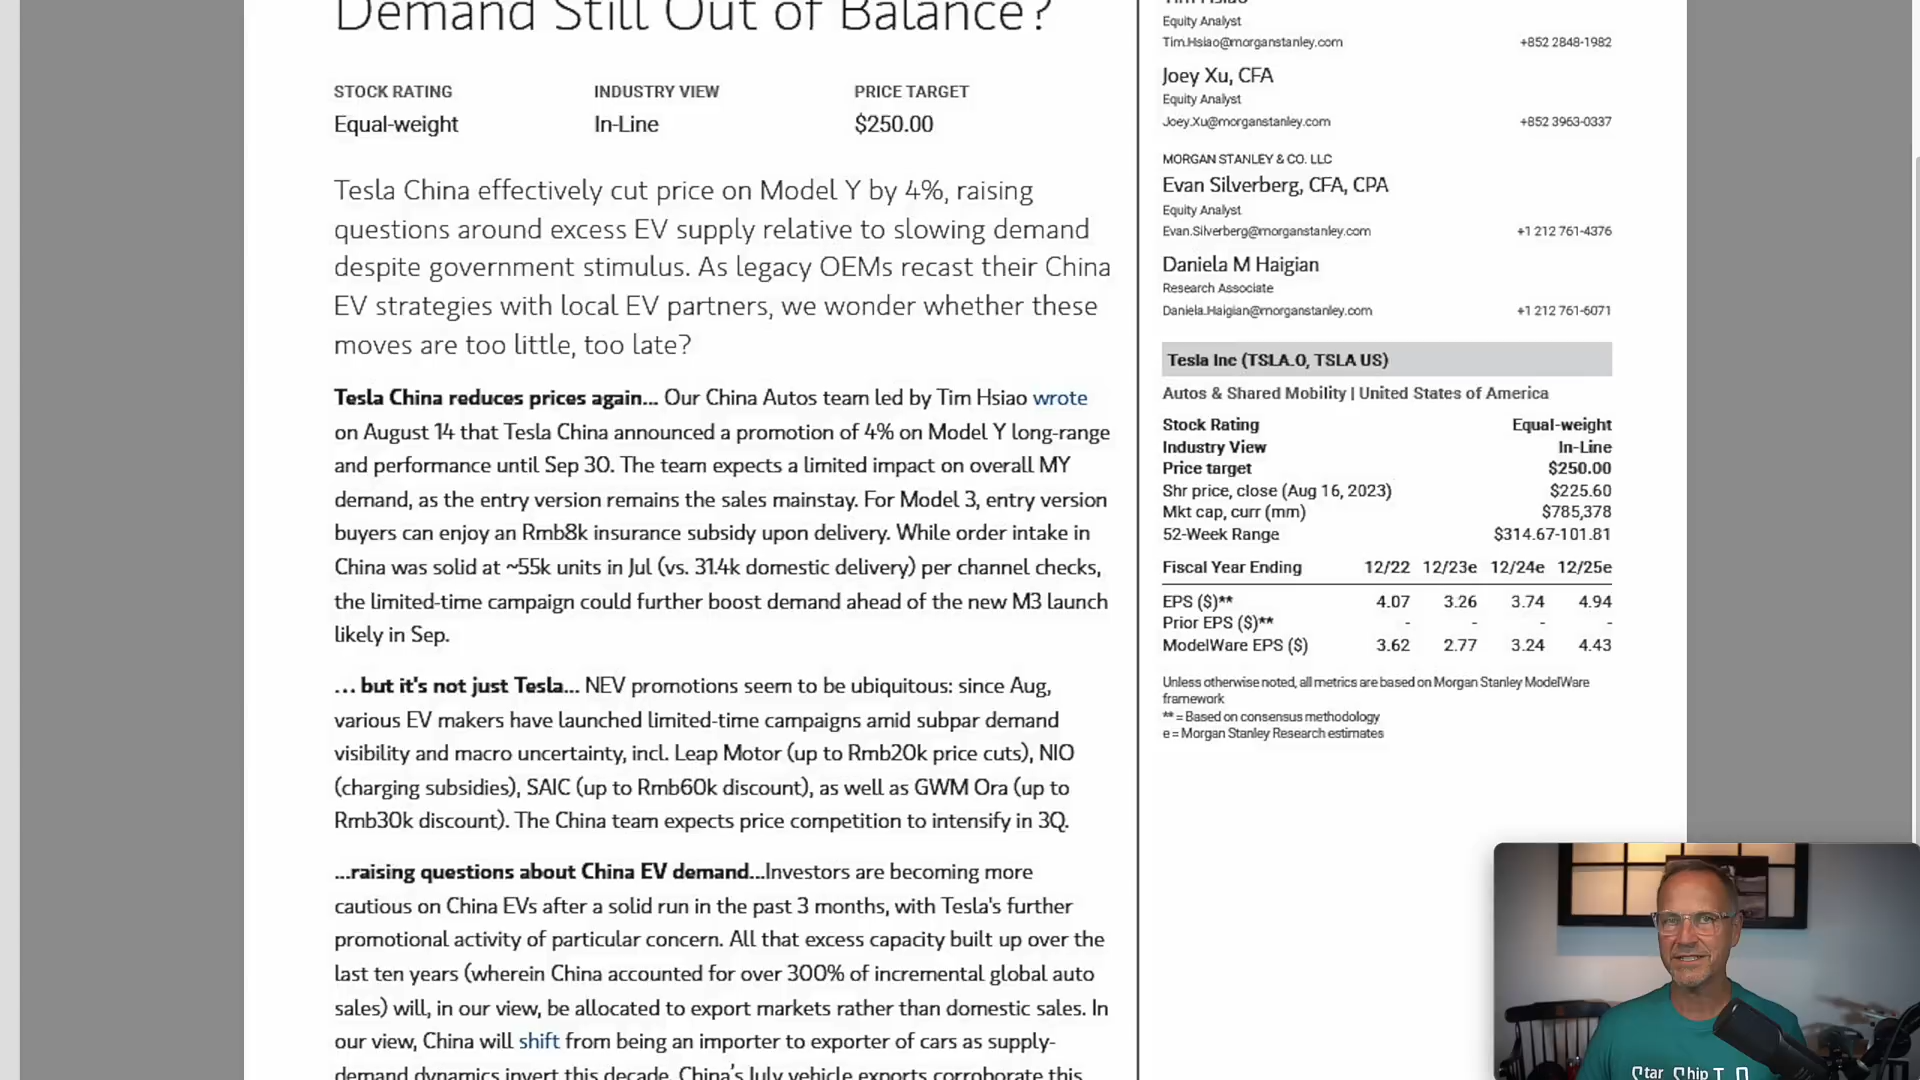 Demand Still Out of Balance?
STOCK RATING
INDUSTRY VIEW
PRICE TARGET
Equal-weight
In-Line
$250.00
Tesla China effectively cut price on Model Y by 4%, raising
questions around excess EV supply relative to slowing demand
despite government stimulus. As legacy OEMs recast their China
EV strategies with local EV partners, we wonder whether these
moves are too little, too late?
Tesla China reduces prices again... Our China Autos team led by Tim Hsiao wrote
on August 14 that Tesla China announced a promotion of 4% on Model Y long-range
and performance until Sep 30. The team expects a limited impact on overall MY
demand, as the entry version remains the sales mainstay. For Model 3, entry version
buyers can enjoy an Rmb8k insurance subsidy upon delivery. While order intake in
China was solid at ~55k units in Jul (vs. 31.4k domestic delivery) per channel checks,
the limited-time campaign could further boost demand ahead of the new M3 launch
likely in Sep.
... but it's not just Tesla... NEV promotions seem to be ubiquitous: since Aug,
various EV makers have launched limited-time campaigns amid subpar demand
visibility and macro uncertainty, incl. Leap Motor (up to Rmb20k price cuts), NIO
(charging subsidies), SAIC (up to Rmb60k discount), as well as GWM Ora (up to
Rmb30k discount). The China team expects price competition to intensify in 3Q.
...raising questions about China EV demand...Investors are becoming more
cautious on China EVs after a solid run in the past 3 months, with Tesla's further
promotional activity of particular concern. All that excess capacity built up over the
last ten years (wherein China accounted for over 300% of incremental global auto
sales) will, in our view, be allocated to export markets rather than domestic sales. In
our view, China will shift from being an importer to exporter of cars as supply-
demand dynamics invert this decade. China's July vehicle exports corroborate this
Tim Hsiao
Equity Analyst
Tim.Hsiao@morganstanley.com +852 2848-1982
Joey Xu, CFA
Equity Analyst
Joey.Xu@morganstanley.com +852 3963-0337
MORGAN STANLEY & CO. LLC
Evan Silverberg, CFA, CPA
Equity Analyst
Evan.Silverberg@morganstanley.com +1 212 761-4376
Daniela M Haigian
Research Associate
Daniela.Haigian@morganstanley.com +1 212 761-6071
Tesla Inc (TSLA.O, TSLA US)
Autos & Shared Mobility | United States of America
Stock Rating Equal-weight
Industry View In-Line
Price target $250.00
Shr price, close (Aug 16, 2023) $225.60
Mkt cap, curr (mm) $785,378
52-Week Range $314.67-101.81
Fiscal Year Ending 12/22 12/23e 12/24e 12/25e
EPS ($)** 4.07 3.26 3.74 4.94
Prior EPS ($)** - - - -
ModelWare EPS ($) 3.62 2.77 3.24 4.43
Unless otherwise noted, all metrics are based on Morgan Stanley ModelWare
framework
** = Based on consensus methodology
e = Morgan Stanley Research estimates
Star Ship